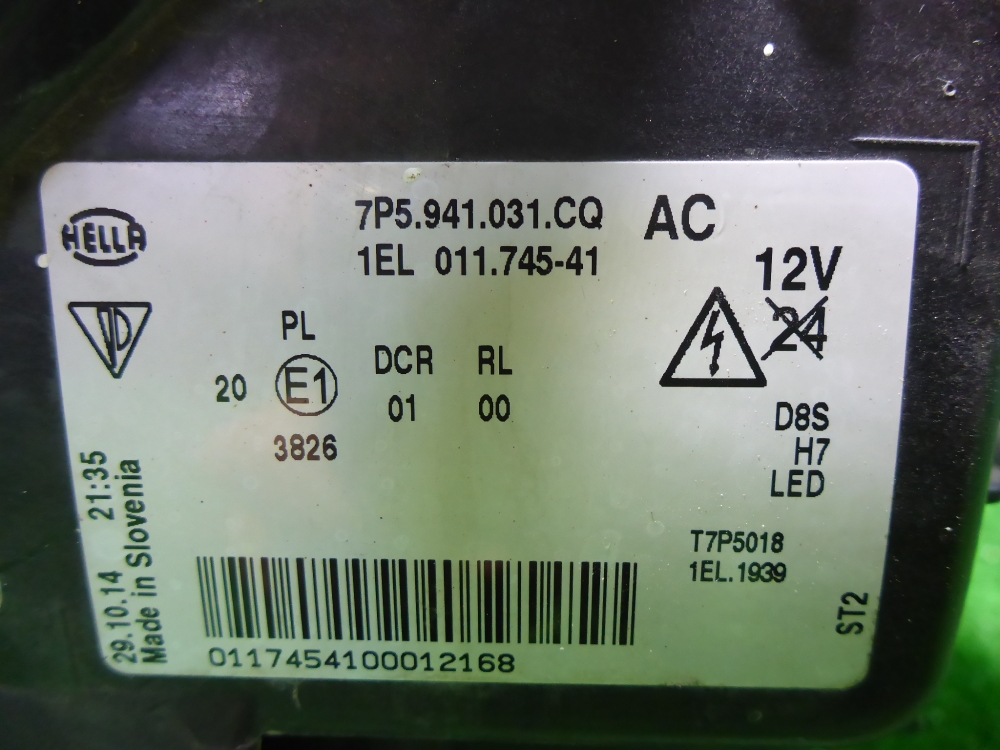 HELLA
7P5.941.031.CQ AC
1EL 011.745-41
12V
24
PL
DCR RL
20 E1
01 00
3826
D8S
H7
LED
T7P5018
1EL.1939
ST2
29.10.14 21:35
Made in Slovenia
0117454100012168